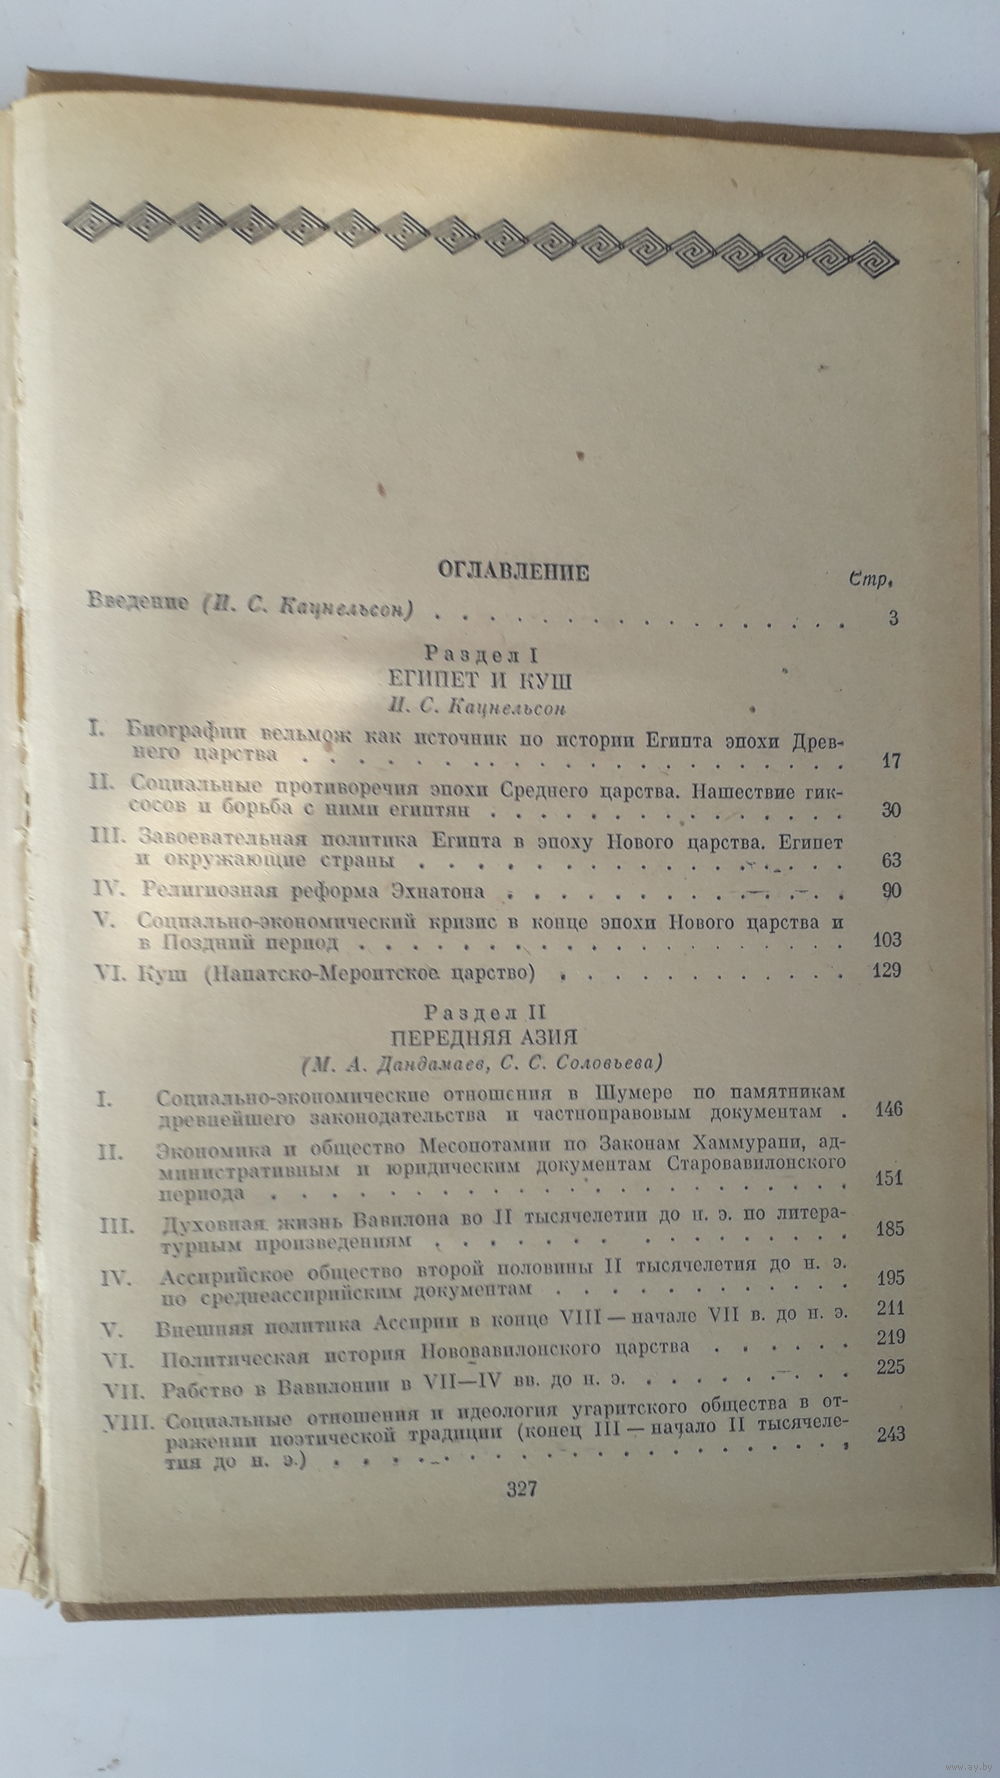 ОГЛАВЛЕНИЕ
Стр.
Введение (И. С. Кацнельсон) . . . . . . . . . . . . . . . . 3
Раздел I
ЕГИПЕТ И КУШ
И. С. Кацнельсон
I. Биографии вельмож как источник по истории Египта эпохи Древ-
него царства . . . . . . . . . . . . . . . . . . . . 17
II. Социальные противоречия эпохи Среднего царства. Нашествие гик-
сосов и борьба с ними египтян . . . . . . . . . . . . . 30
III. Завоевательная политика Египта в эпоху Нового царства. Египет
и окружающие страны . . . . . . . . . . . . . . . 63
IV. Религиозная реформа Эхнатона . . . . . . . . . . . . 90
V. Социально-экономический кризис в конце эпохи Нового царства и
в Поздний период . . . . . . . . . . . . . . . . . . 103
VI. Куш (Напатско-Мероитское царство) . . . . . . . . . . . 129
Раздел II
ПЕРЕДНЯЯ АЗИЯ
(М. А. Дандамаев, С. С. Соловьева)
I. Социально-экономические отношения в Шумере по памятникам
древнейшего законодательства и частноправовым документам . 146
II. Экономика и общество Месопотамии по Законам Хаммурапи, ад-
министративным и юридическим документам Старовавилонского
периода . . . . . . . . . . . . . . . . . . . . . 151
III. Духовная жизнь Вавилона во II тысячелетии до н. э. по литера-
турным произведениям . . . . . . . . . . . . . . . 185
IV. Ассирийское общество второй половины II тысячелетия до н. э.
по среднеассирийским документам . . . . . . . . . . . 195
V. Внешняя политика Ассирии в конце VIII — начале VII в. до н. э. 211
VI. Политическая история Нововавилонского царства . . . . . 219
VII. Рабство в Вавилонии в VII—IV вв. до н. э. . . . . . . . . 225
VIII. Социальные отношения и идеология угаритского общества в от-
ражении поэтической традиции (конец III — начало II тысячеле-
тия до н. э.) . . . . . . . . . . . . . . . . . . . 243
327
www.ay.by